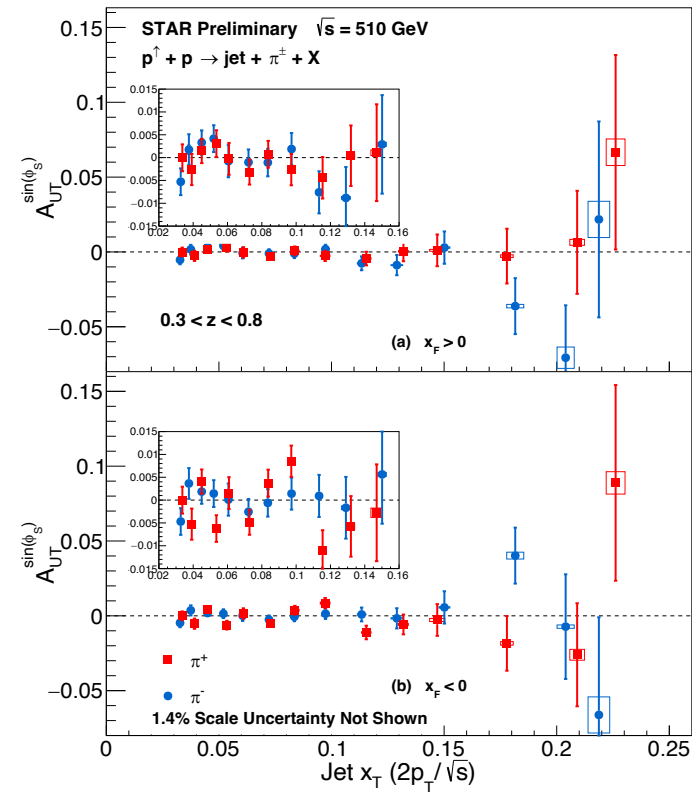 STAR Preliminary √s = 510 GeV
p↑ + p → jet + π± + X
0.1
0.05
0
−0.05
A_UT^sin(φ_S)
0.015
0.01
0.005
0
−0.005
−0.01
−0.015
0.02 0.04 0.06 0.08 0.1 0.12 0.14 0.16
0.3 < z < 0.8
(a) x_F > 0
0.1
0.05
0
−0.05
A_UT^sin(φ_S)
0.015
0.01
0.005
0
−0.005
−0.01
−0.015
0.02 0.04 0.06 0.08 0.1 0.12 0.14 0.16
π+
π-
(b) x_F < 0
1.4% Scale Uncertainty Not Shown
0 0.05 0.1 0.15 0.2 0.25
Jet x_T (2p_T/√s)
0.15